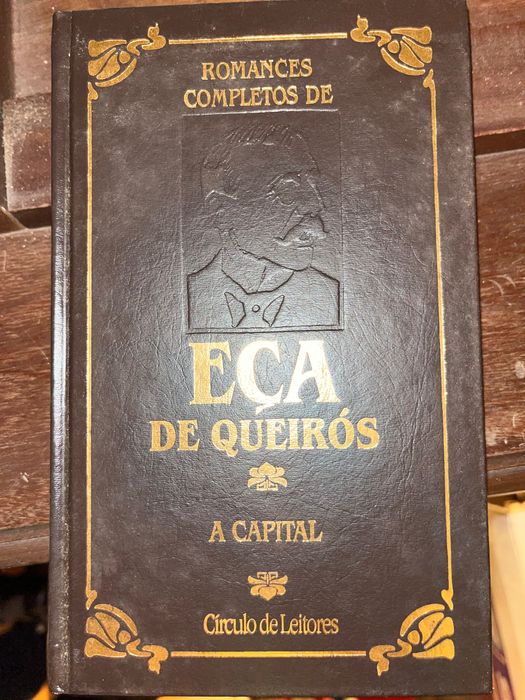 ROMANCES
COMPLETOS DE
EÇA
DE QUEIRÓS
A CAPITAL
Círculo de Leitores